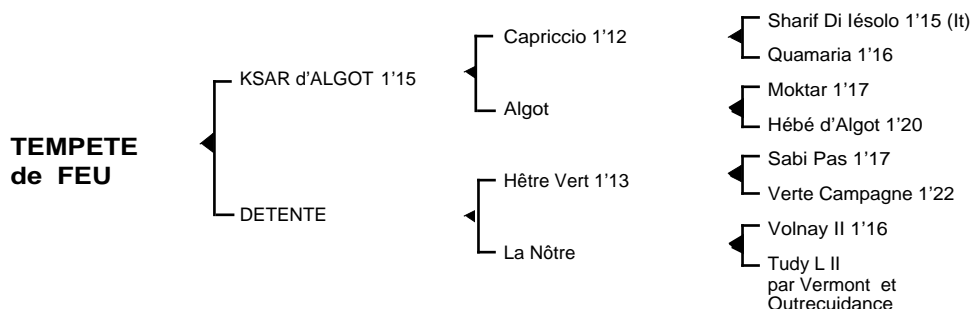 TEMPETE
de FEU
KSAR d'ALGOT 1'15
DETENTE
Capriccio 1'12
Algot
Hêtre Vert 1'13
La Nôtre
Sharif Di Iésolo 1'15 (It)
Quamaria 1'16
Moktar 1'17
Hébé d'Algot 1'20
Sabi Pas 1'17
Verte Campagne 1'22
Volnay II 1'16
Tudy L II
par Vermont et
Outrecuidance